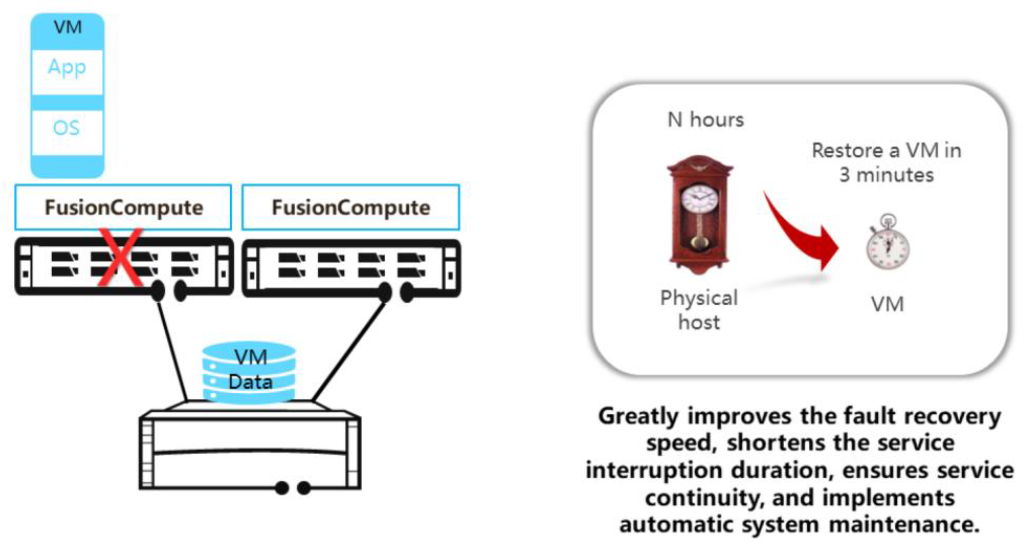 VM
App
OS
FusionCompute
FusionCompute
VM
Data
N hours
Restore a VM in
3 minutes
Physical
host
VM
Greatly improves the fault recovery
speed, shortens the service
interruption duration, ensures service
continuity, and implements
automatic system maintenance.